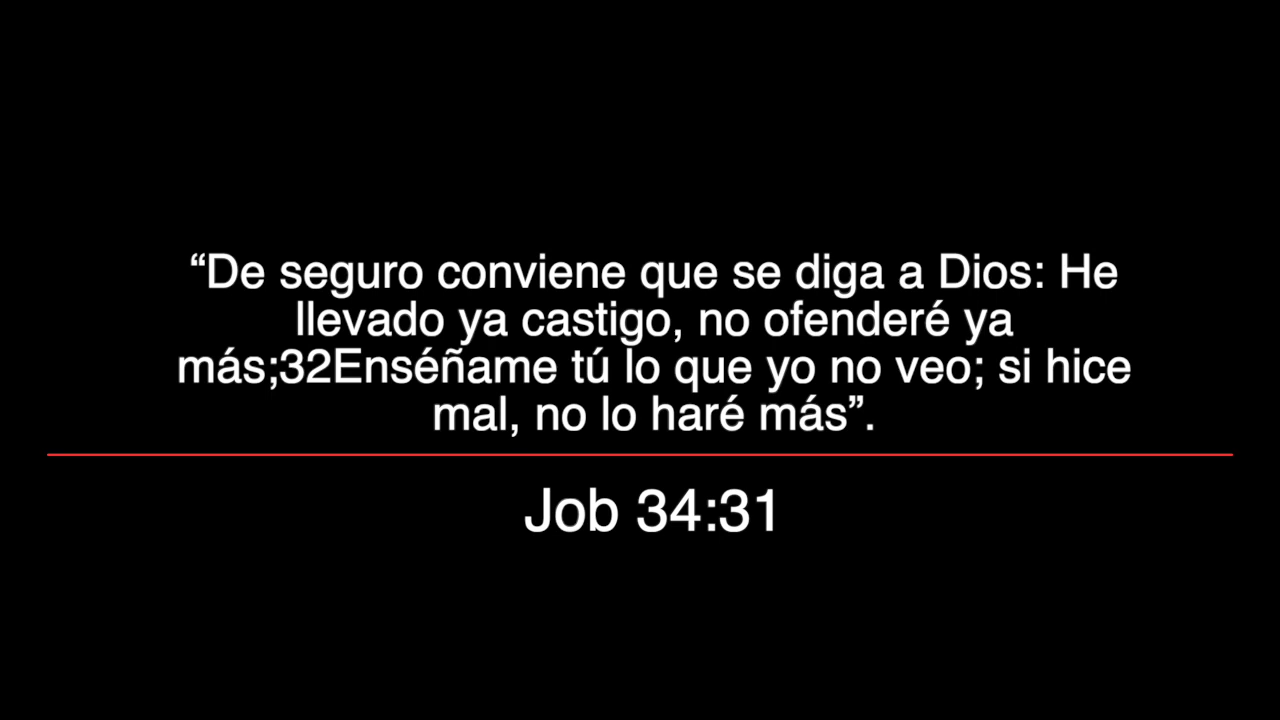 “De seguro conviene que se diga a Dios: He
llevado ya castigo, no ofenderé ya
más;32Enséñame tú lo que yo no veo; si hice
mal, no lo haré más”.
Job 34:31